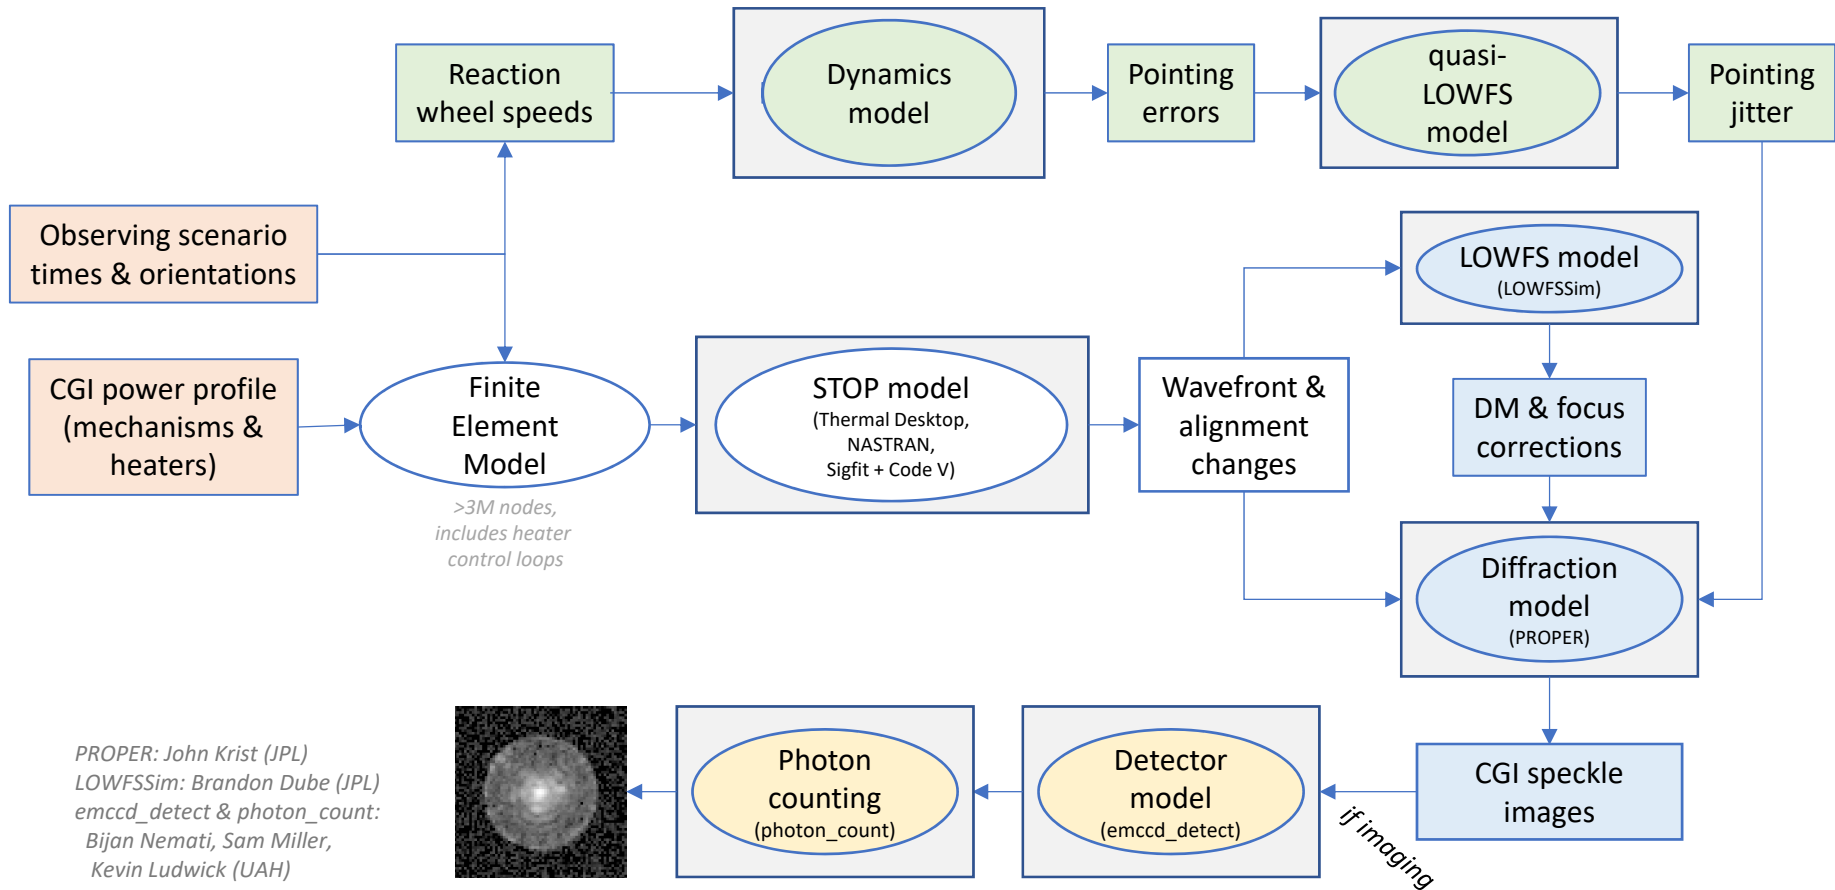 Reaction
wheel speeds
Dynamics
model
Pointing
errors
quasi-
LOWFS
model
Pointing
jitter
Observing scenario
times & orientations
LOWFS model
(LOWFSSim)
CGI power profile
(mechanisms &
heaters)
Finite
Element
Model
>3M nodes,
includes heater
control loops
STOP model
(Thermal Desktop,
NASTRAN,
Sigfit + Code V)
Wavefront &
alignment
changes
DM & focus
corrections
Diffraction
model
(PROPER)
CGI speckle
images
if imaging
Detector
model
(emccd_detect)
Photon
counting
(photon_count)
PROPER: John Krist (JPL)
LOWFSSim: Brandon Dube (JPL)
emccd_detect & photon_count:
Bijan Nemati, Sam Miller,
Kevin Ludwick (UAH)